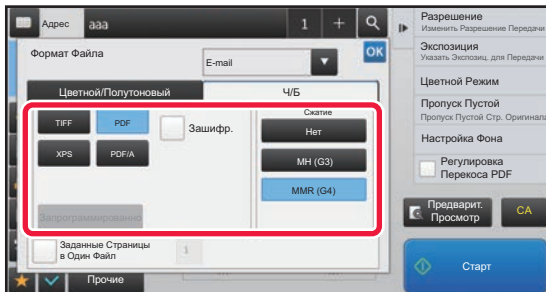 Адрес
aaa
1
Формат Файла
E-mail
OK
Цветной/Полутоновый
Ч/Б
TIFF
PDF
Зашифр.
XPS
PDF/A
Запрограммированно
Сжатие
Нет
MH (G3)
MMR (G4)
Заданные Страницы
в Один Файл
1
Прочие
Разрешение
Изменить Разрешение Передачи
Экспозиция
Указать Экспозиц. для Передачи
Цветной Режим
Пропуск Пустой
Пропуск Пустой Стр. Оригинала
Настройка Фона
Регулировка
Перекоса PDF
Предварит.
Просмотр
CA
Старт